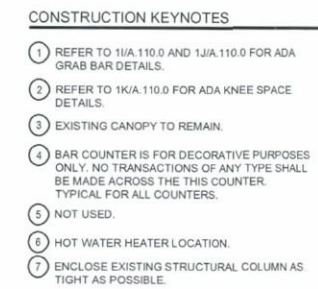 CONSTRUCTION KEYNOTES
1 REFER TO 1I/A.110.0 AND 1J/A.110.0 FOR ADA
GRAB BAR DETAILS.
2 REFER TO 1K/A.110.0 FOR ADA KNEE SPACE
DETAILS.
3 EXISTING CANOPY TO REMAIN.
4 BAR COUNTER IS FOR DECORATIVE PURPOSES
ONLY. NO TRANSACTIONS OF ANY TYPE SHALL
BE MADE ACROSS THE THIS COUNTER.
TYPICAL FOR ALL COUNTERS.
5 NOT USED.
6 HOT WATER HEATER LOCATION.
7 ENCLOSE EXISTING STRUCTURAL COLUMN AS
TIGHT AS POSSIBLE.